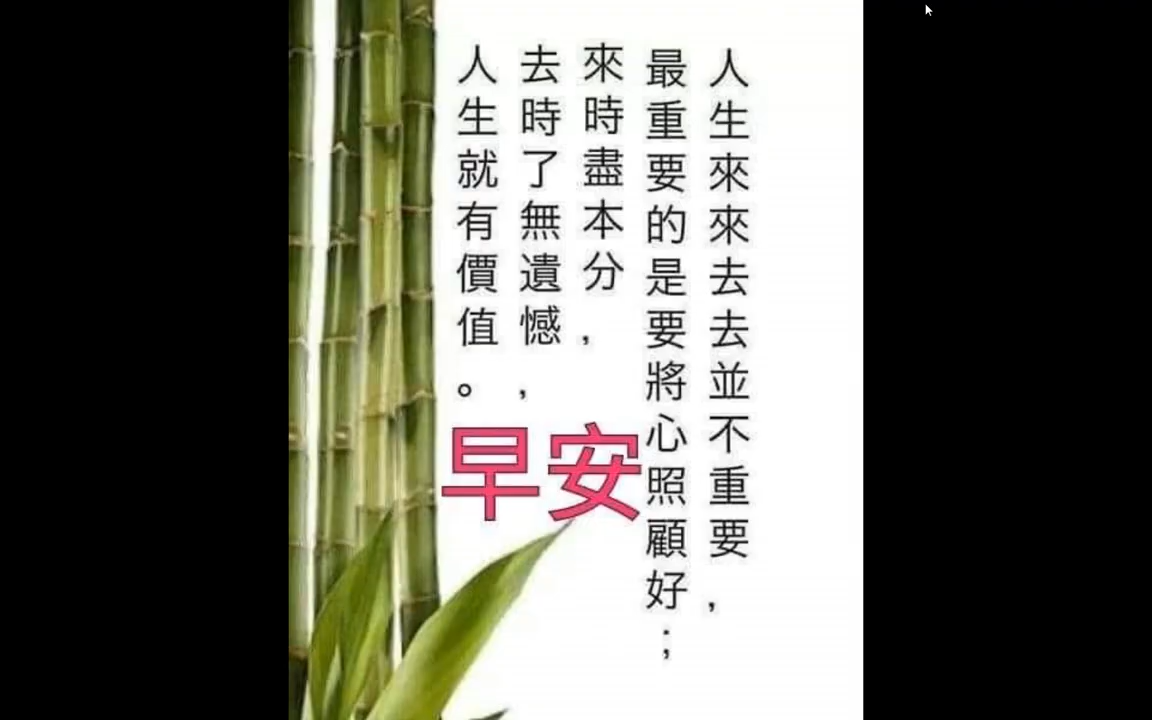 人生來來去去並不重要,
最重要的是要將心照顧好;
來時盡本分,
去時了無遺憾,
人生就有價值。
早安